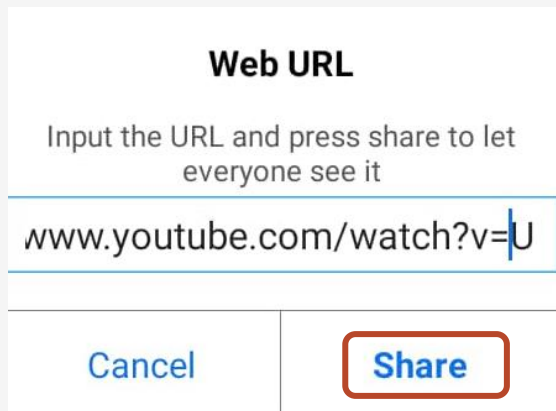 Web URL
Input the URL and press share to let
everyone see it
www.youtube.com/watch?v=U
Cancel
Share